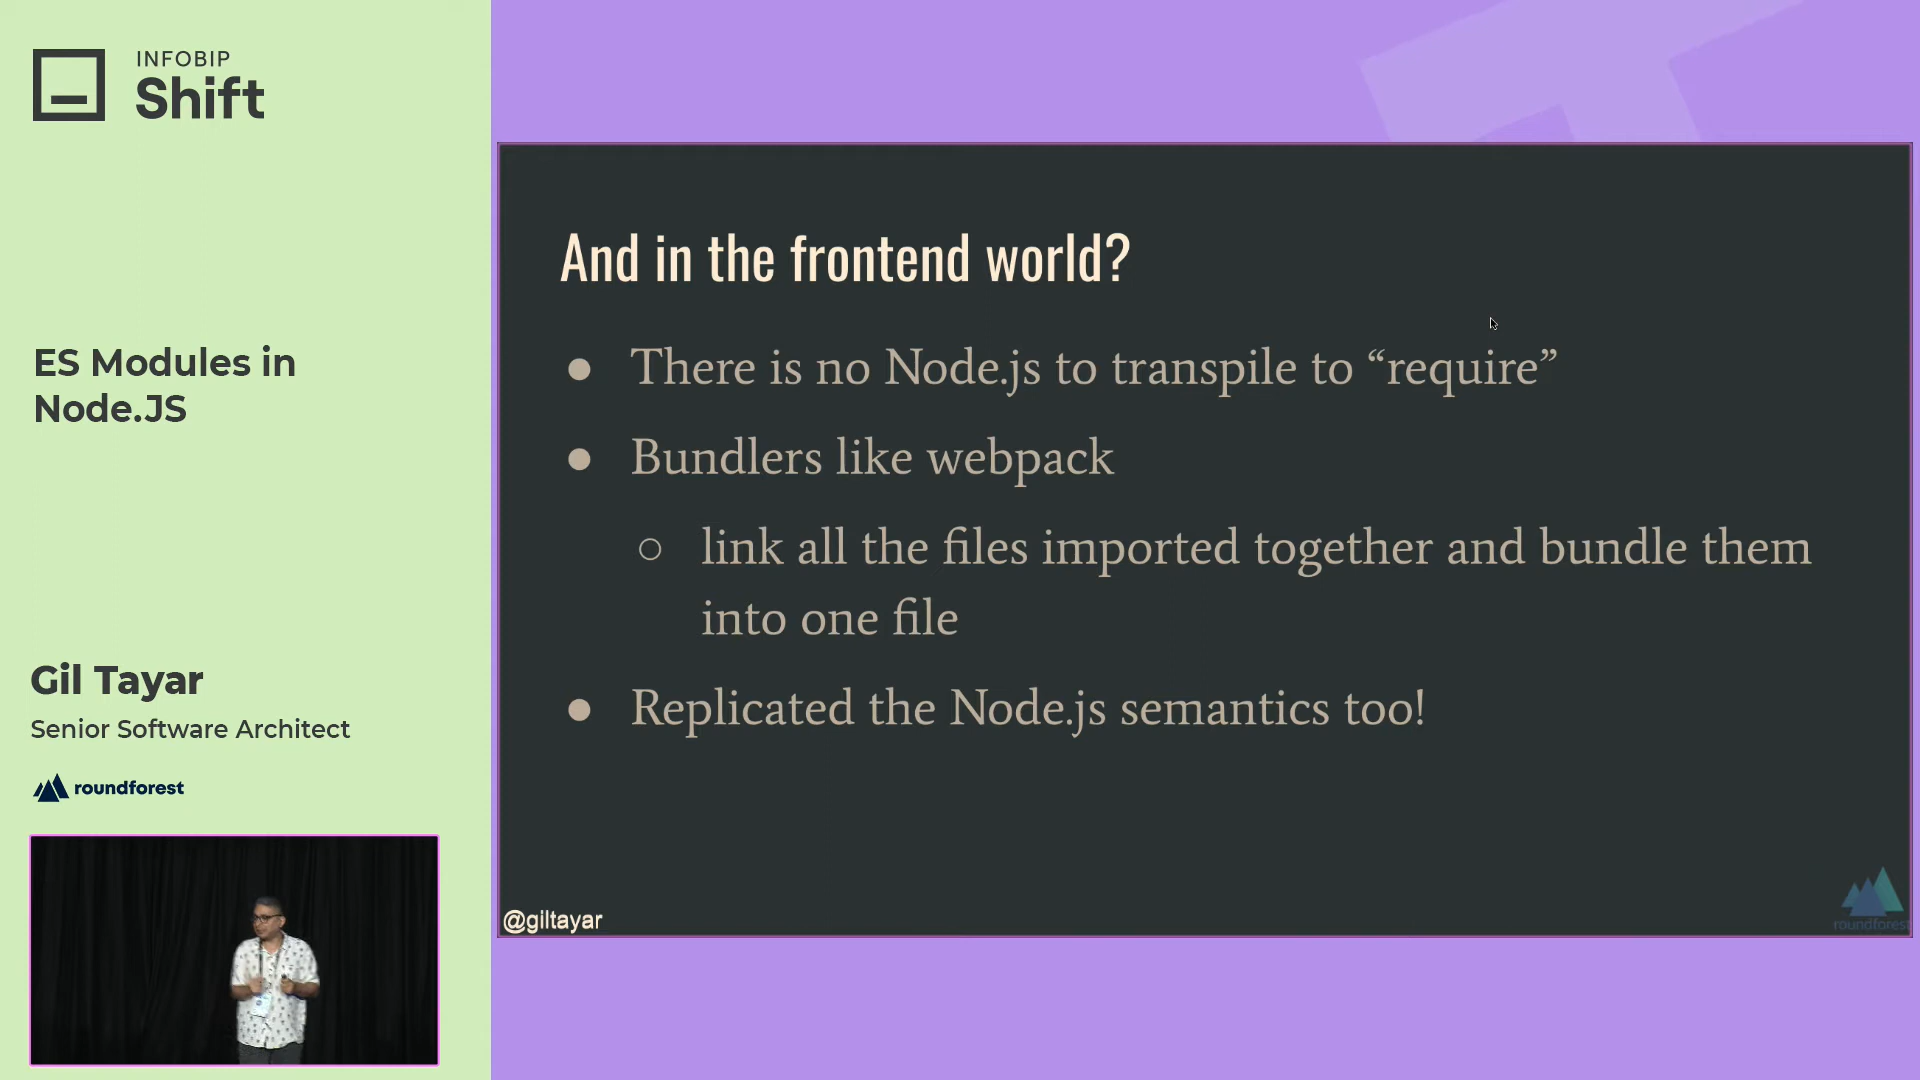 INFOBIP
Shift
ES Modules in
Node.JS
Gil Tayar
Senior Software Architect
roundforest
And in the frontend world?
● There is no Node.js to transpile to “require”
● Bundlers like webpack
○ link all the files imported together and bundle them
into one file
● Replicated the Node.js semantics too!
@giltayar
roundforest